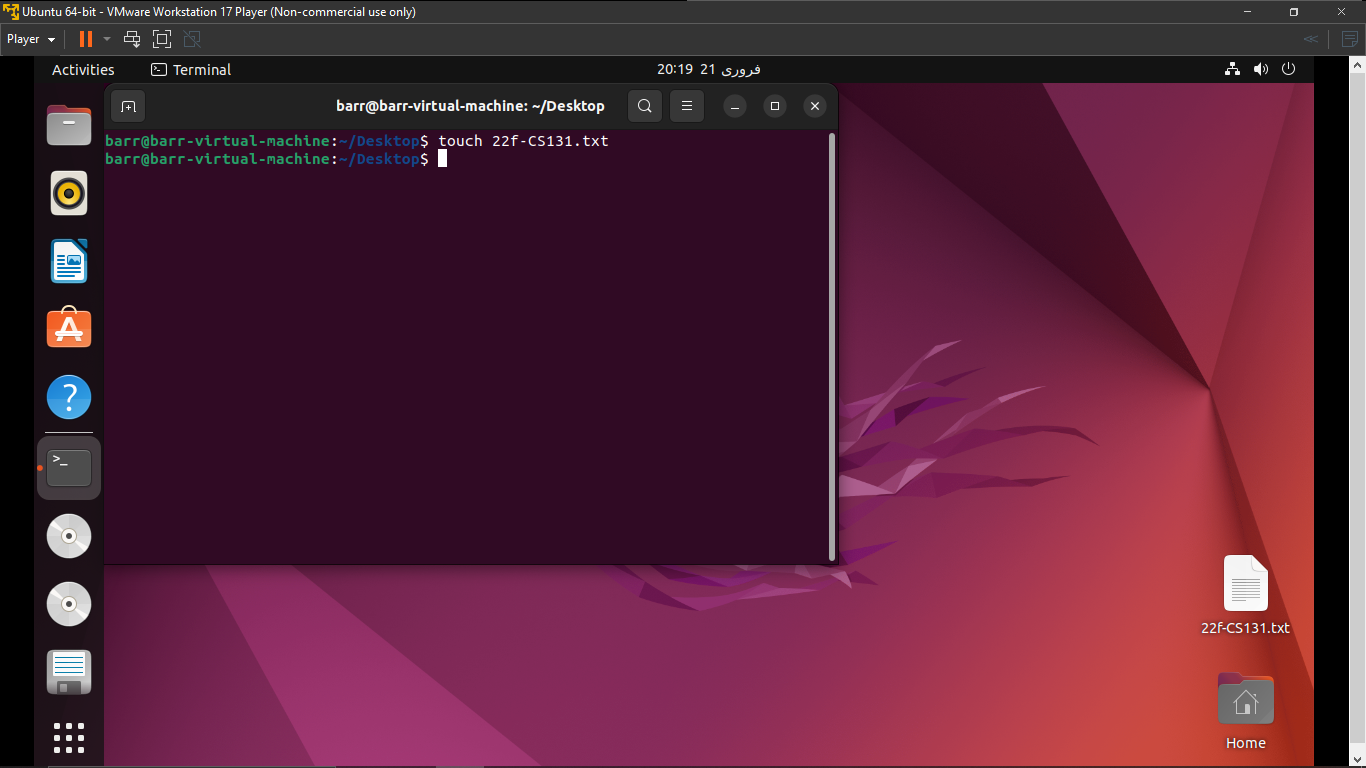 Ubuntu 64-bit - VMware Workstation 17 Player (Non-commercial use only)
Player
Activities
Terminal
20:19 21 فروری
barr@barr-virtual-machine: ~/Desktop
barr@barr-virtual-machine:~/Desktop$ touch 22f-CS131.txt
barr@barr-virtual-machine:~/Desktop$
22f-CS131.txt
Home